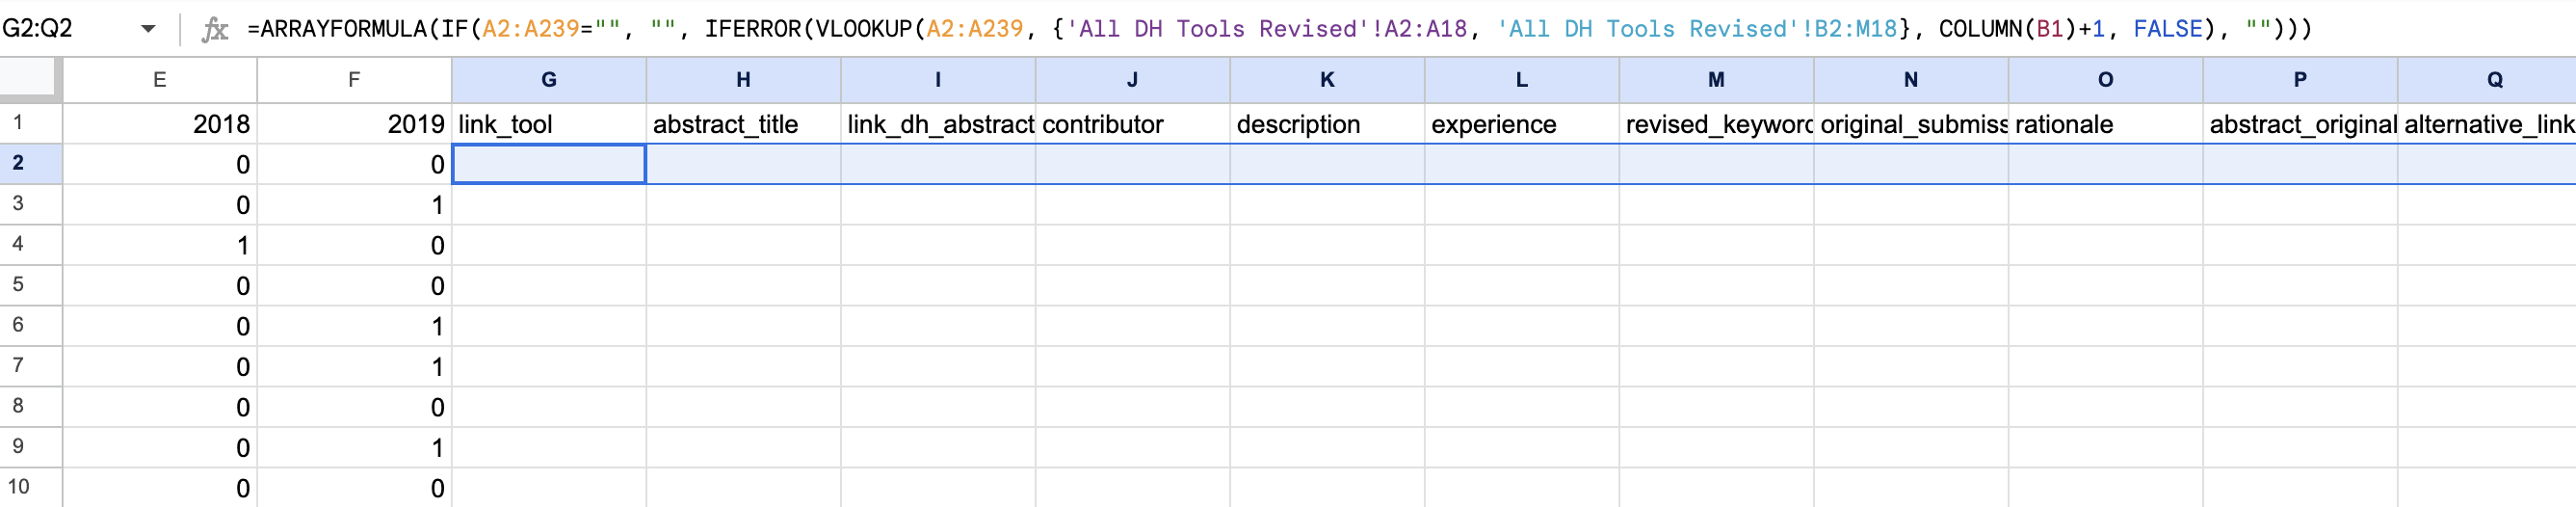 G2:Q2 fx =ARRAYFORMULA(IF(A2:A239="", "", IFERROR(VLOOKUP(A2:A239, {'All DH Tools Revised'!A2:A18, 'All DH Tools Revised'!B2:M18}, COLUMN(B1)+1, FALSE), "")))
E F G H I J K L M N O P Q
1 2018 2019 link_tool abstract_title link_dh_abstract contributor description experience revised_keyword original_submiss rationale abstract_original alternative_link
2 0 0
3 0 1
4 1 0
5 0 0
6 0 1
7 0 1
8 0 0
9 0 1
10 0 0